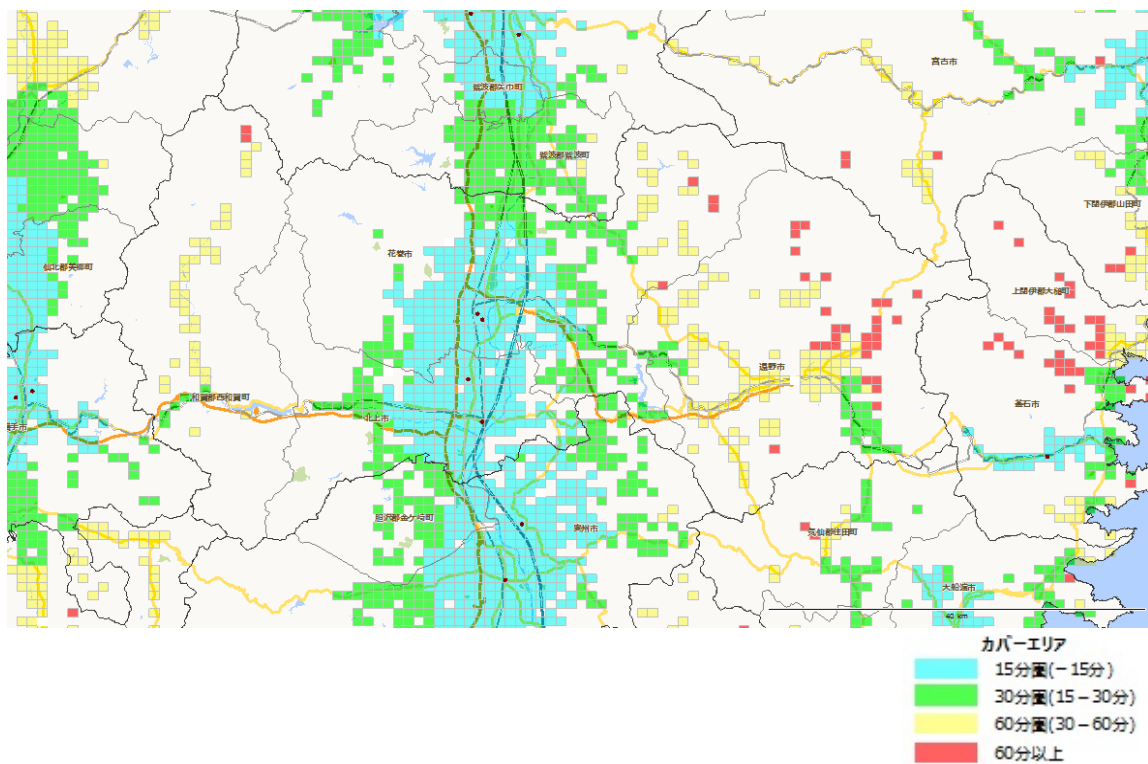 宮古市
紫波郡矢巾町
紫波郡紫波町
下閉伊郡山田町
花巻市
仙北郡美郷町
上閉伊郡大槌町
遠野市
和賀郡西和賀町
釜石市
北上市
横手市
胆沢郡金ケ崎町
奥州市
気仙郡住田町
大船渡市
40 km
カバーエリア
15分圏(－15分)
30分圏(15－30分)
60分圏(30－60分)
60分以上